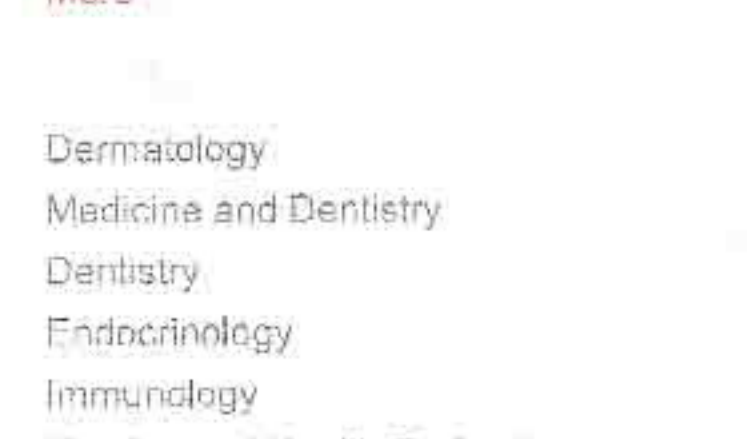 Dermatology
Medicine and Dentistry
Dentistry
Endocrinology
Immunology